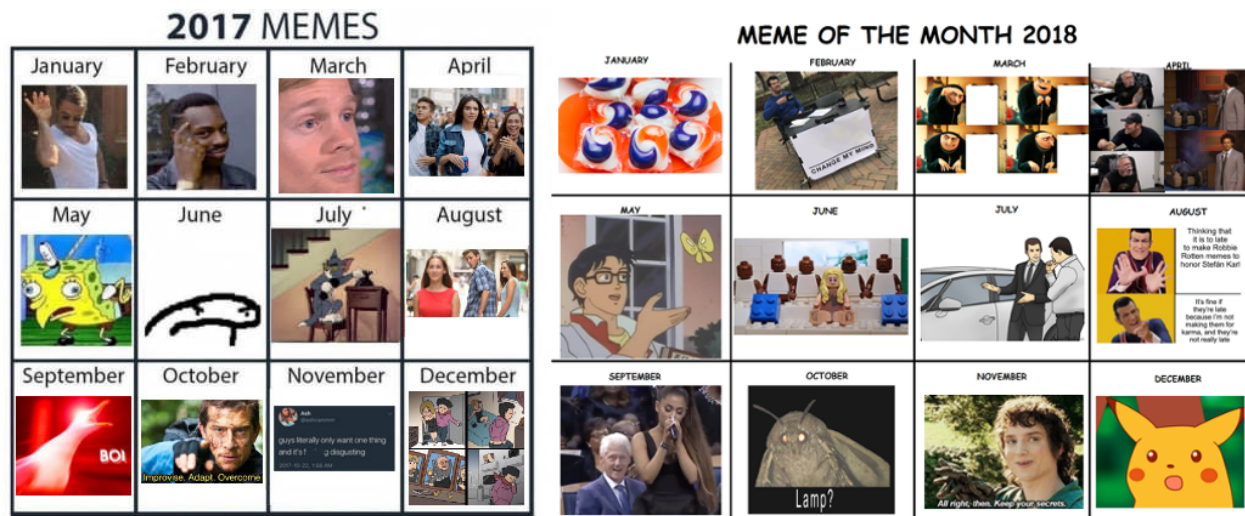 2017 MEMES
January
February
March
April
May
June
July
August
September
October
November
December
BOI
Improvise. Adapt. Overcome
Ash
guys literally only want one thing
and it's f g disgusting
MEME OF THE MONTH 2018
JANUARY
FEBRUARY
MARCH
APRIL
CHANGE MY MIND
MAY
JUNE
JULY
AUGUST
Thinking that
it is to late
to make Robbie
Rotten memes to
honor Stefán Karl
It's fine if
they're late
because I'm not
making them for
karma, and they're
not really late
SEPTEMBER
OCTOBER
NOVEMBER
DECEMBER
Lamp?
All right, then. Keep your secrets.